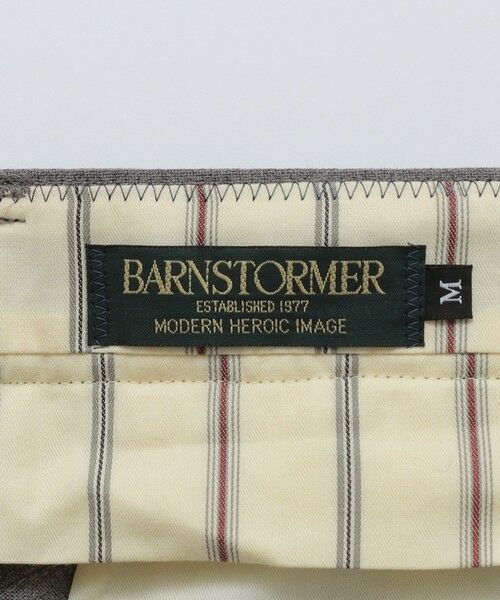 BARNSTORMER
ESTABLISHED 1977
MODERN HEROIC IMAGE
M